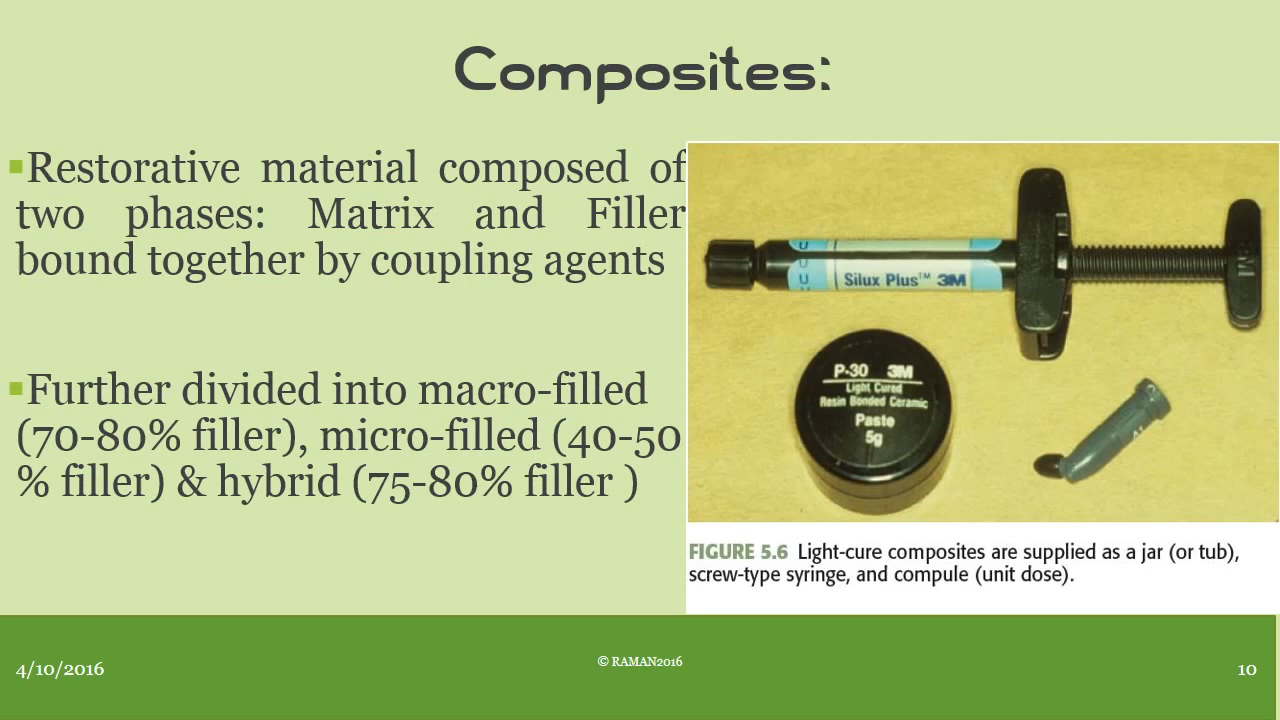 Composites:
▪Restorative material composed of
two phases: Matrix and Filler
bound together by coupling agents
▪Further divided into macro-filled
(70-80% filler), micro-filled (40-50
% filler) & hybrid (75-80% filler )
Silux Plus™ 3M
3M
P-30 3M
Light Cured
Resin Bonded Ceramic
Paste
5g
A1
FIGURE 5.6 Light-cure composites are supplied as a jar (or tub),
screw-type syringe, and compule (unit dose).
4/10/2016
© RAMAN2016
10